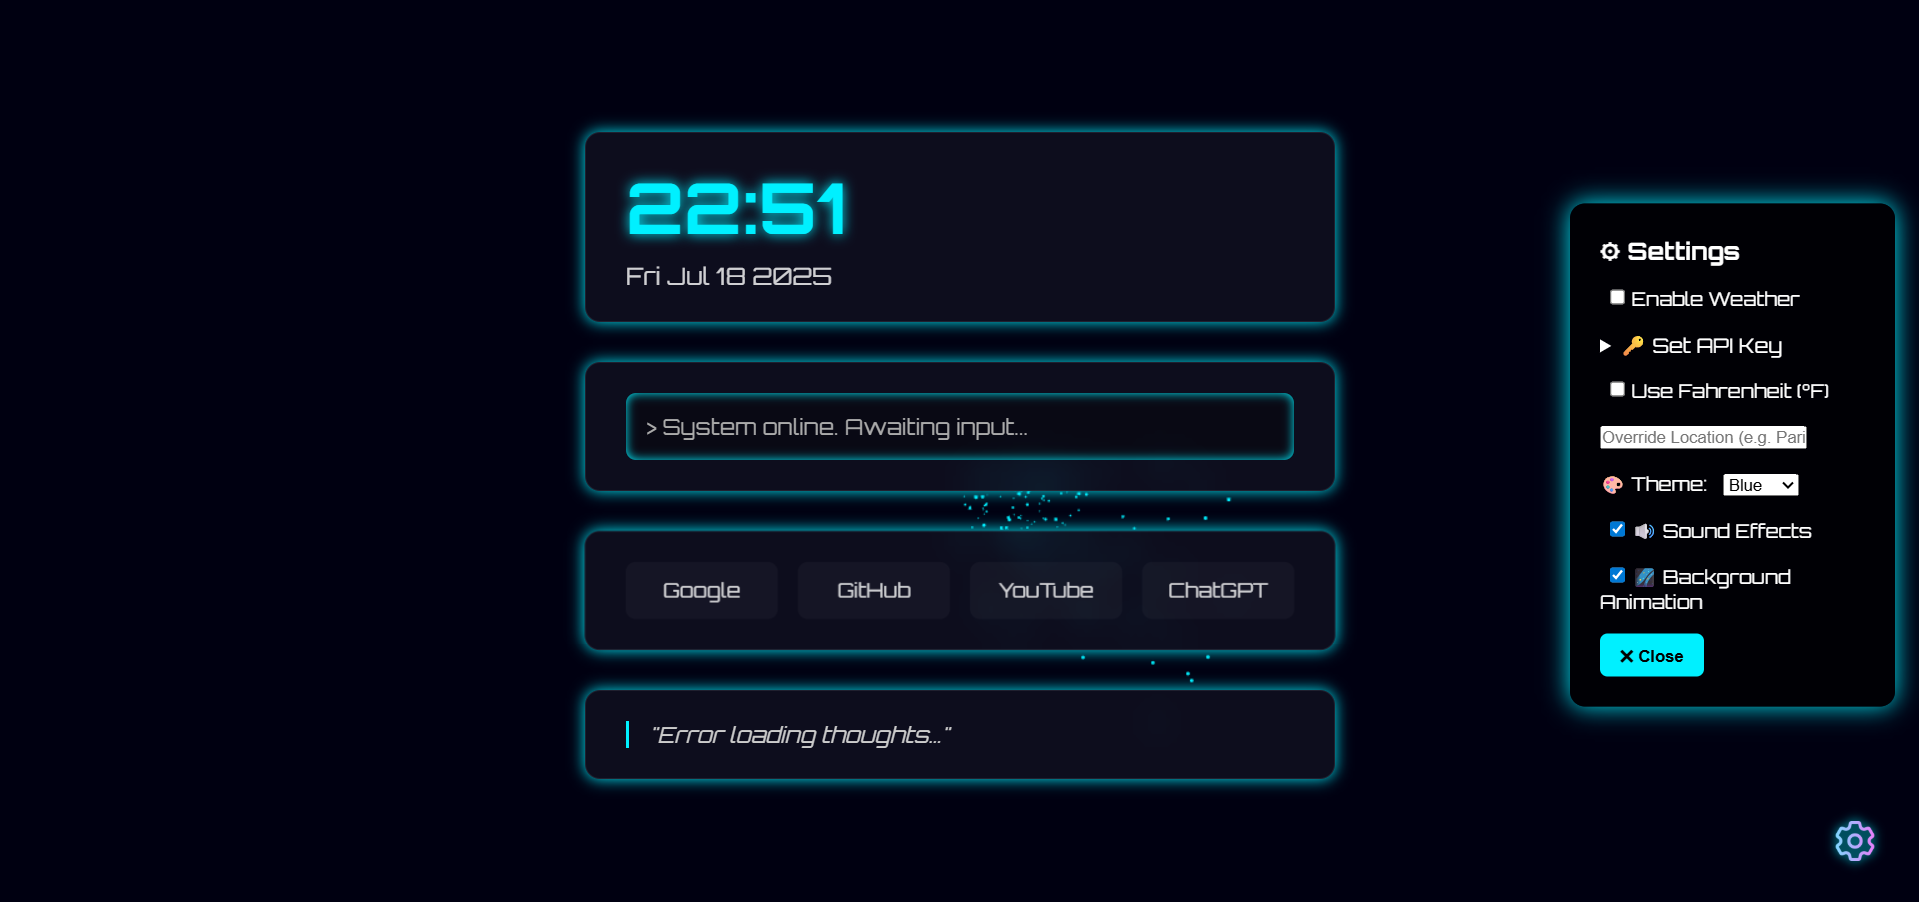 22:51
Fri Jul 18 2025
> System online. Awaiting input...
Google
GitHub
YouTube
ChatGPT
"Error loading thoughts..."
⚙ Settings
Enable Weather
▶ 🔑 Set API Key
Use Fahrenheit (°F)
Override Location (e.g. Pari
🎨 Theme: Blue
🔊 Sound Effects
🌌 Background
Animation
✕ Close